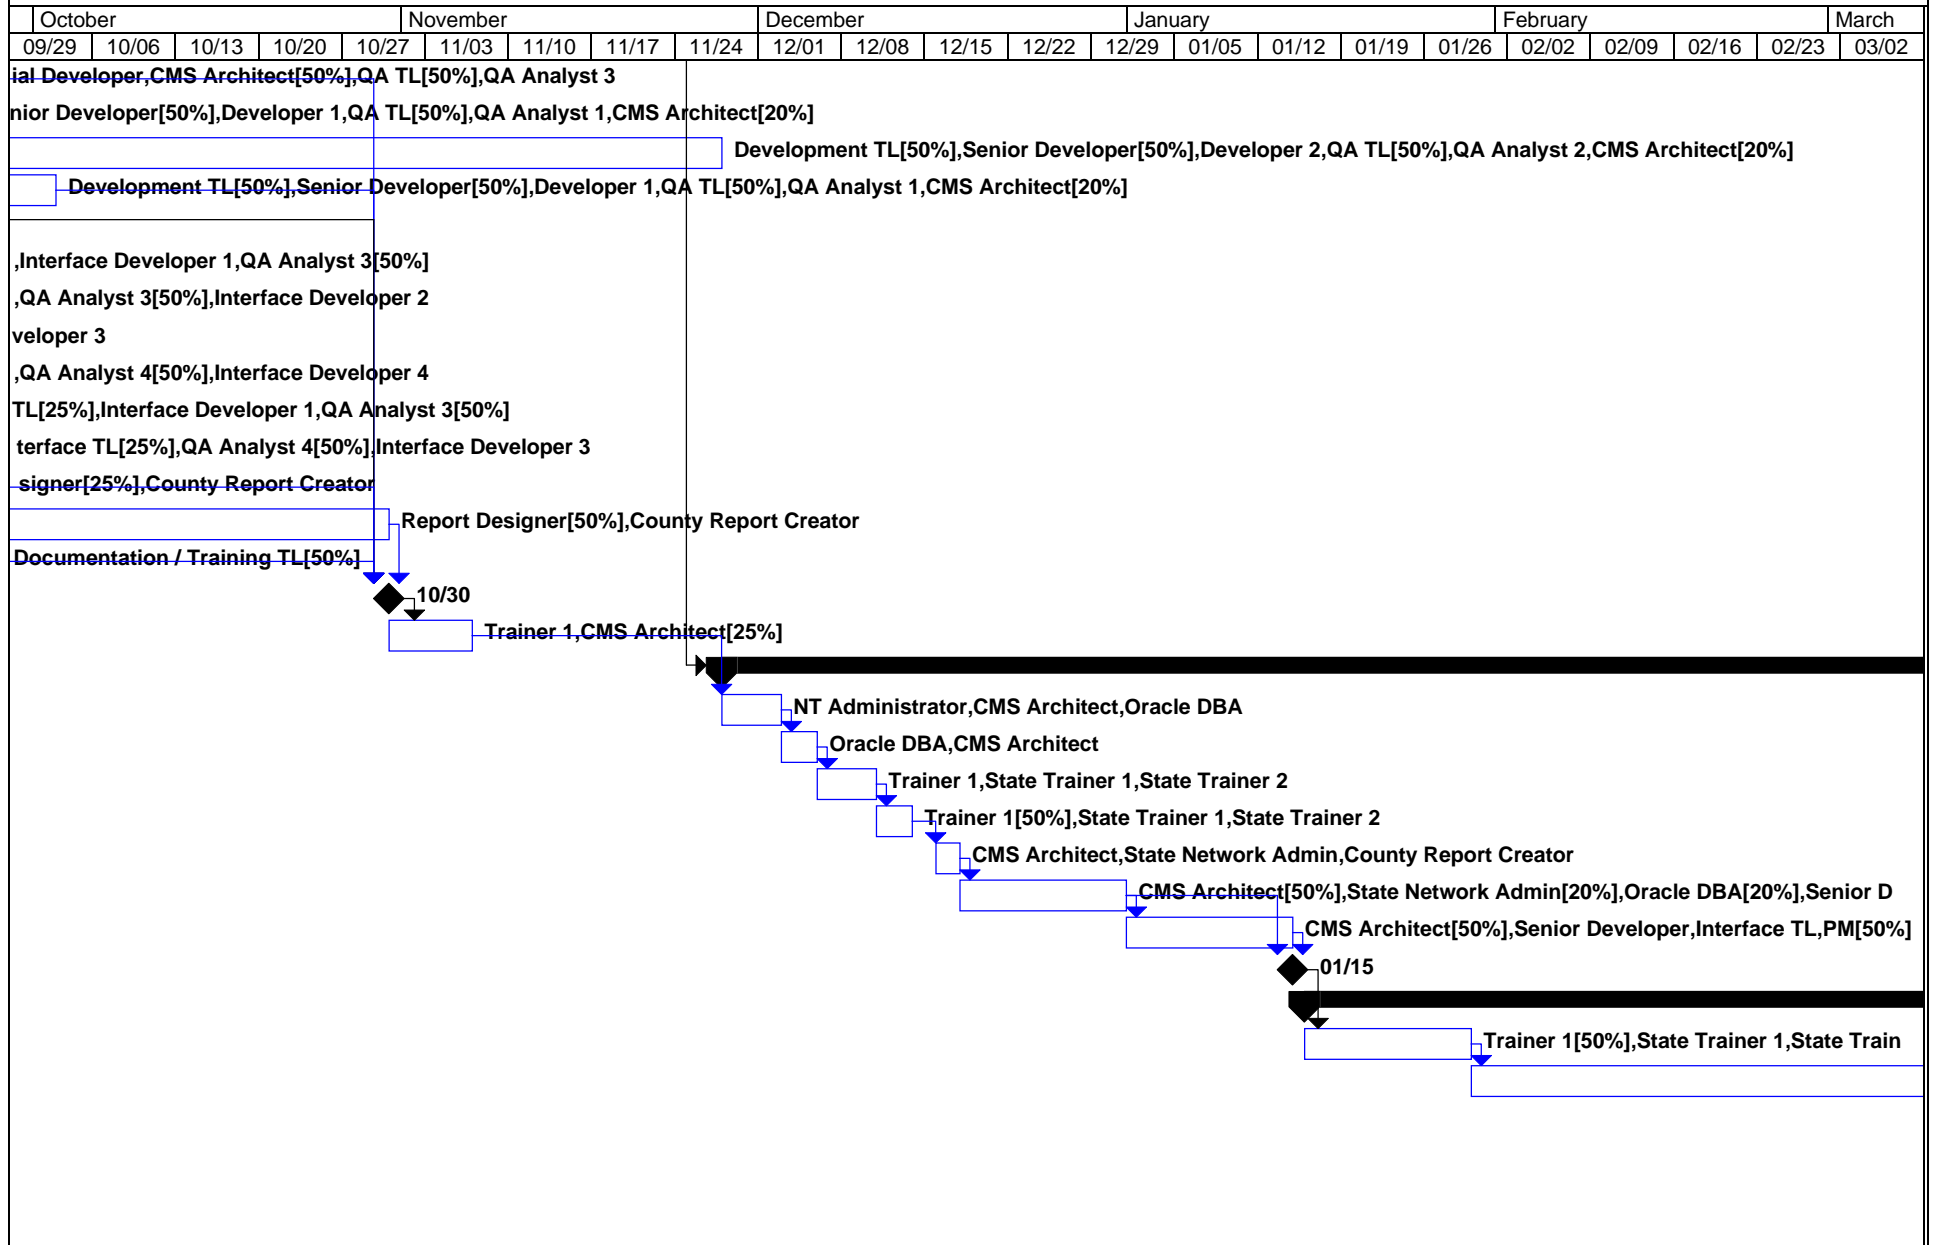 October November December January February March
09/29 10/06 10/13 10/20 10/27 11/03 11/10 11/17 11/24 12/01 12/08 12/15 12/22 12/29 01/05 01/12 01/19 01/26 02/02 02/09 02/16 02/23 03/02
ial Developer,CMS Architect[50%],QA TL[50%],QA Analyst 3
nior Developer[50%],Developer 1,QA TL[50%],QA Analyst 1,CMS Architect[20%]
Development TL[50%],Senior Developer[50%],Developer 2,QA TL[50%],QA Analyst 2,CMS Architect[20%]
Development TL[50%],Senior Developer[50%],Developer 1,QA TL[50%],QA Analyst 1,CMS Architect[20%]
,Interface Developer 1,QA Analyst 3[50%]
,QA Analyst 3[50%],Interface Developer 2
veloper 3
,QA Analyst 4[50%],Interface Developer 4
TL[25%],Interface Developer 1,QA Analyst 3[50%]
terface TL[25%],QA Analyst 4[50%],Interface Developer 3
signer[25%],County Report Creator
Report Designer[50%],County Report Creator
Documentation / Training TL[50%]
10/30
Trainer 1,CMS Architect[25%]
NT Administrator,CMS Architect,Oracle DBA
Oracle DBA,CMS Architect
Trainer 1,State Trainer 1,State Trainer 2
Trainer 1[50%],State Trainer 1,State Trainer 2
CMS Architect,State Network Admin,County Report Creator
CMS Architect[50%],State Network Admin[20%],Oracle DBA[20%],Senior D
CMS Architect[50%],Senior Developer,Interface TL,PM[50%]
01/15
Trainer 1[50%],State Trainer 1,State Train